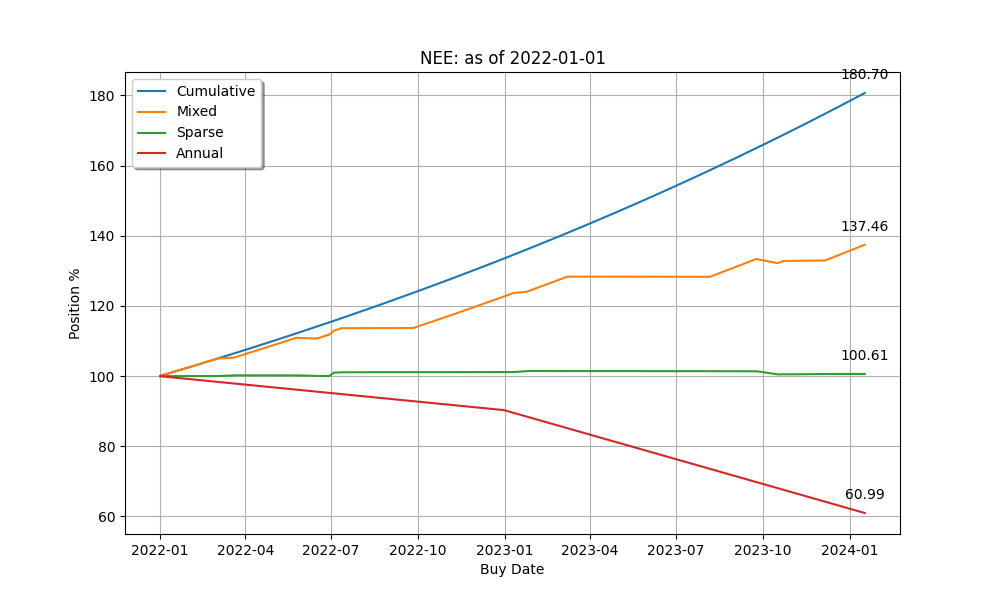 NEE: as of 2022-01-01
Cumulative
Mixed
Sparse
Annual
180.70
137.46
100.61
60.99
Position %
180
160
140
120
100
80
60
2022-01 2022-04 2022-07 2022-10 2023-01 2023-04 2023-07 2023-10 2024-01
Buy Date